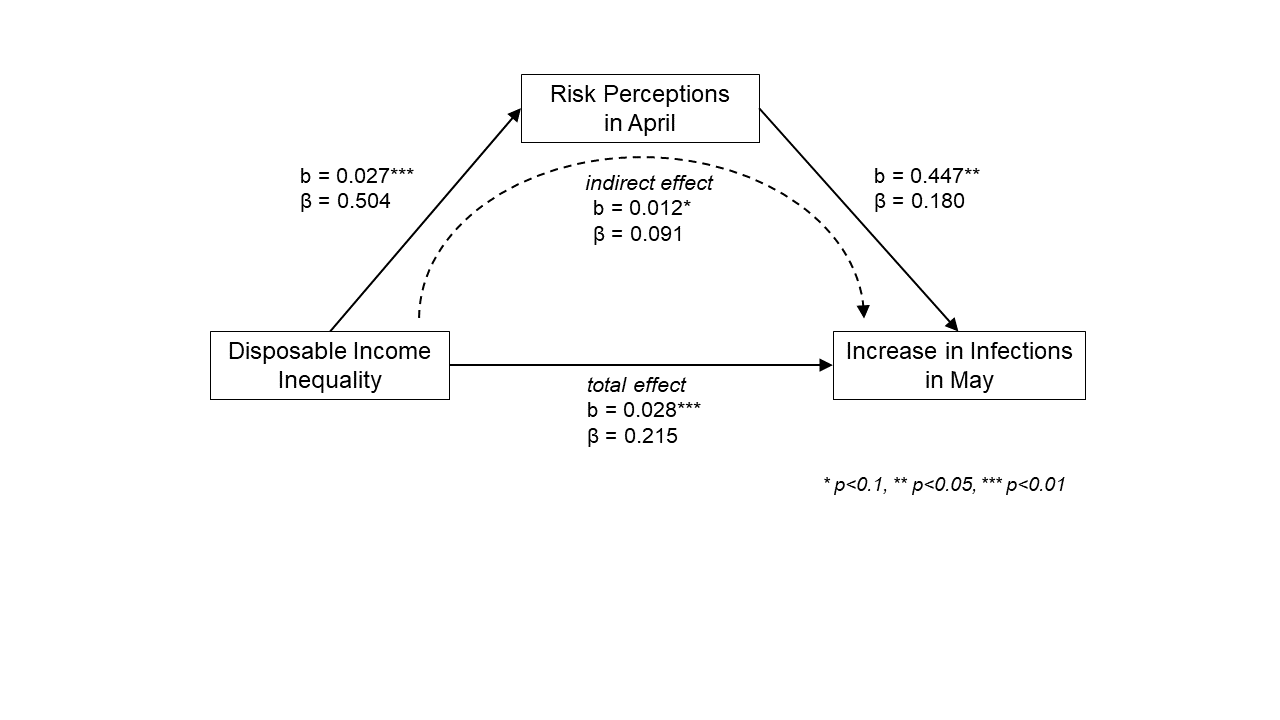 Risk Perceptions
in April
b = 0.027***
β = 0.504
indirect effect
b = 0.012*
β = 0.091
b = 0.447**
β = 0.180
Disposable Income
Inequality
total effect
b = 0.028***
β = 0.215
Increase in Infections
in May
* p<0.1, ** p<0.05, *** p<0.01